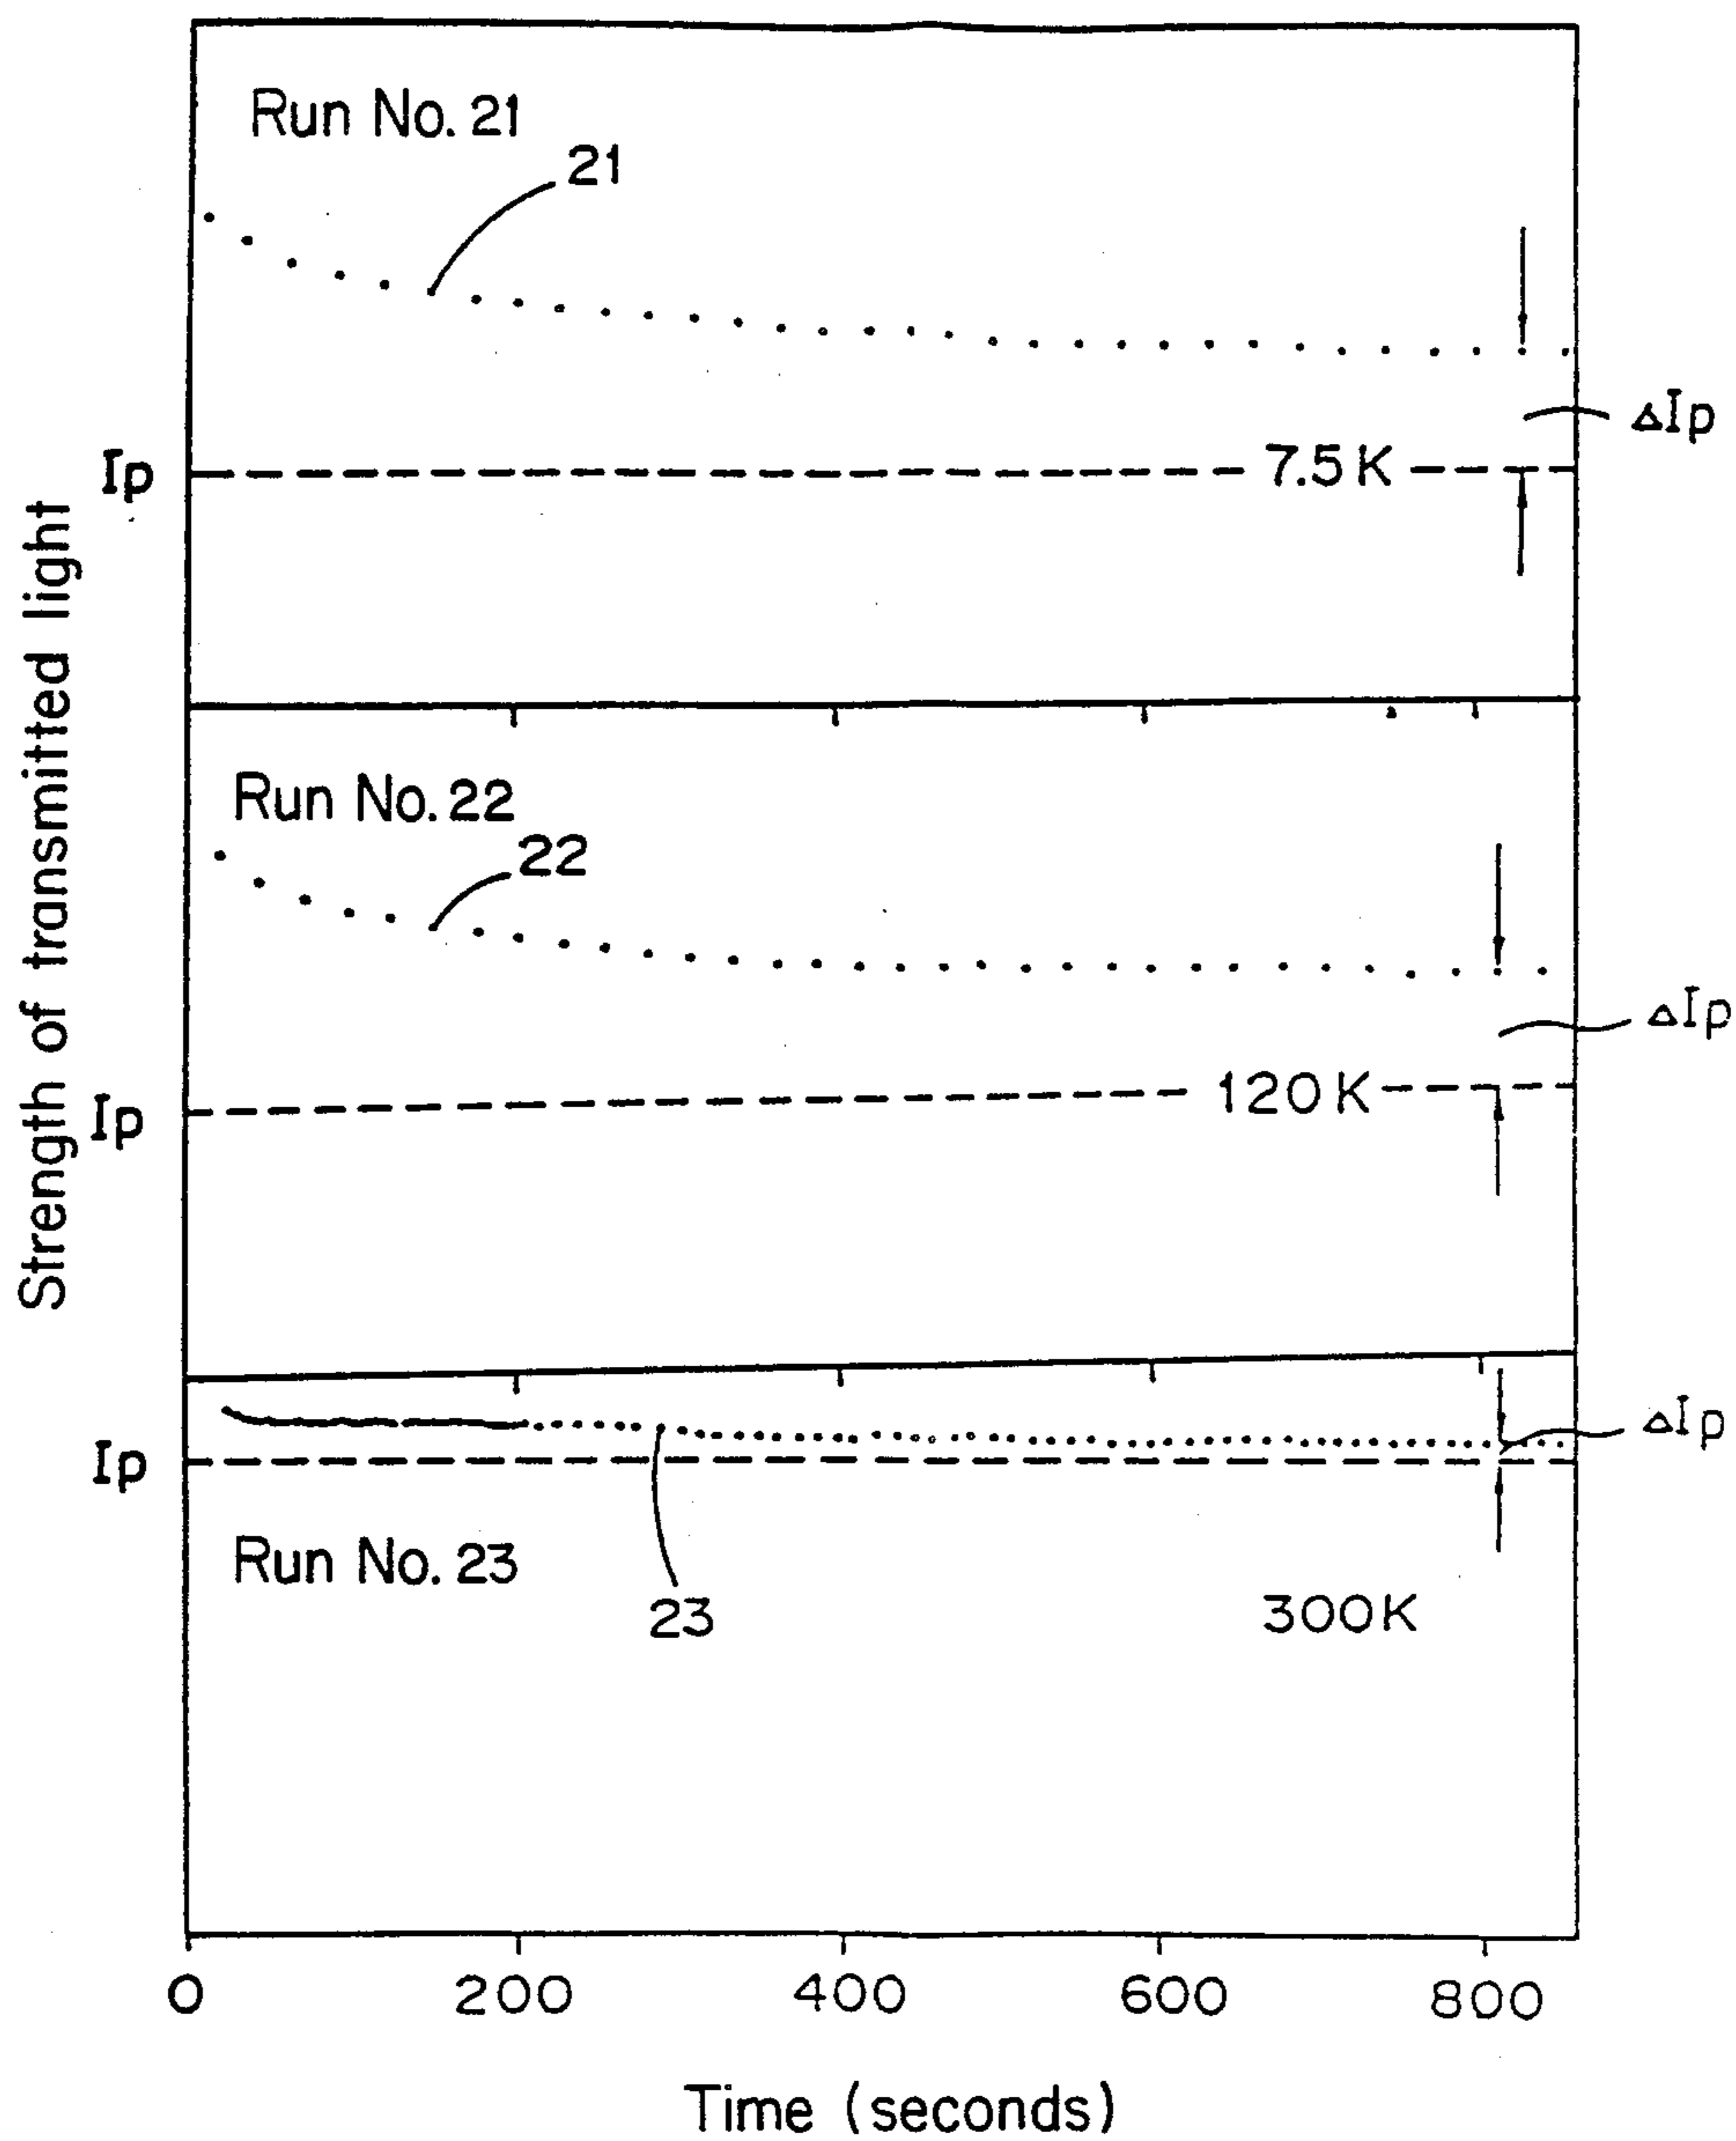 Run No. 21
21
ΔIp
Ip
7.5K
Strength of transmitted light
Run No. 22
22
ΔIp
Ip
120K
ΔIp
Ip
Run No. 23
23
300K
0 200 400 600 800
Time (seconds)